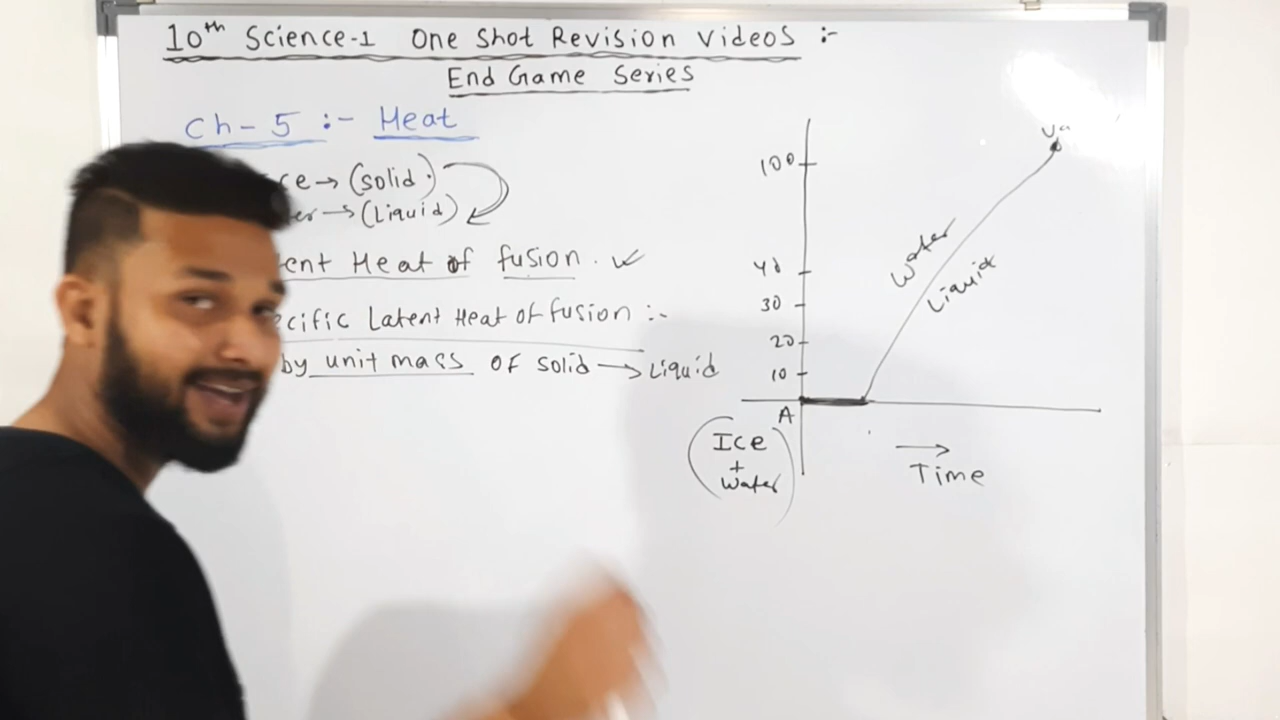 10th Science-1 One Shot Revision Videos :-
End Game Series
Ch-5 :- Heat
→ (solid)
→ (Liquid)
Heat of fusion.
Latent Heat of fusion :-
by unit mass of solid → Liquid
100
40
30
20
10
A
Ice
+
Water
Water
Liquid
→
Time